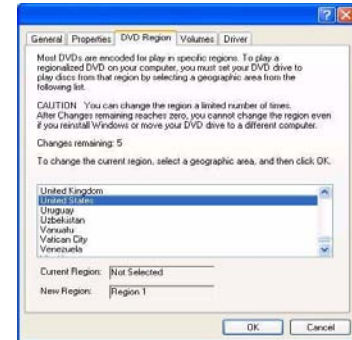 General Properties DVD Region Volumes Driver
Most DVDs are encoded for play in specific regions. To play a
regionalized DVD on your computer, you must set your DVD drive to
play discs from that region by selecting a geographic area from the
following list.
CAUTION You can change the region a limited number of times.
After Changes remaining reaches zero, you cannot change the region even
if you reinstall Windows or move your DVD drive to a different computer.
Changes remaining: 5
To change the current region, select a geographic area, and then click OK.
United Kingdom
United States
Uruguay
Uzbekistan
Vanuatu
Vatican City
Venezuela
Current Region: Not Selected
New Region: Region 1
OK Cancel